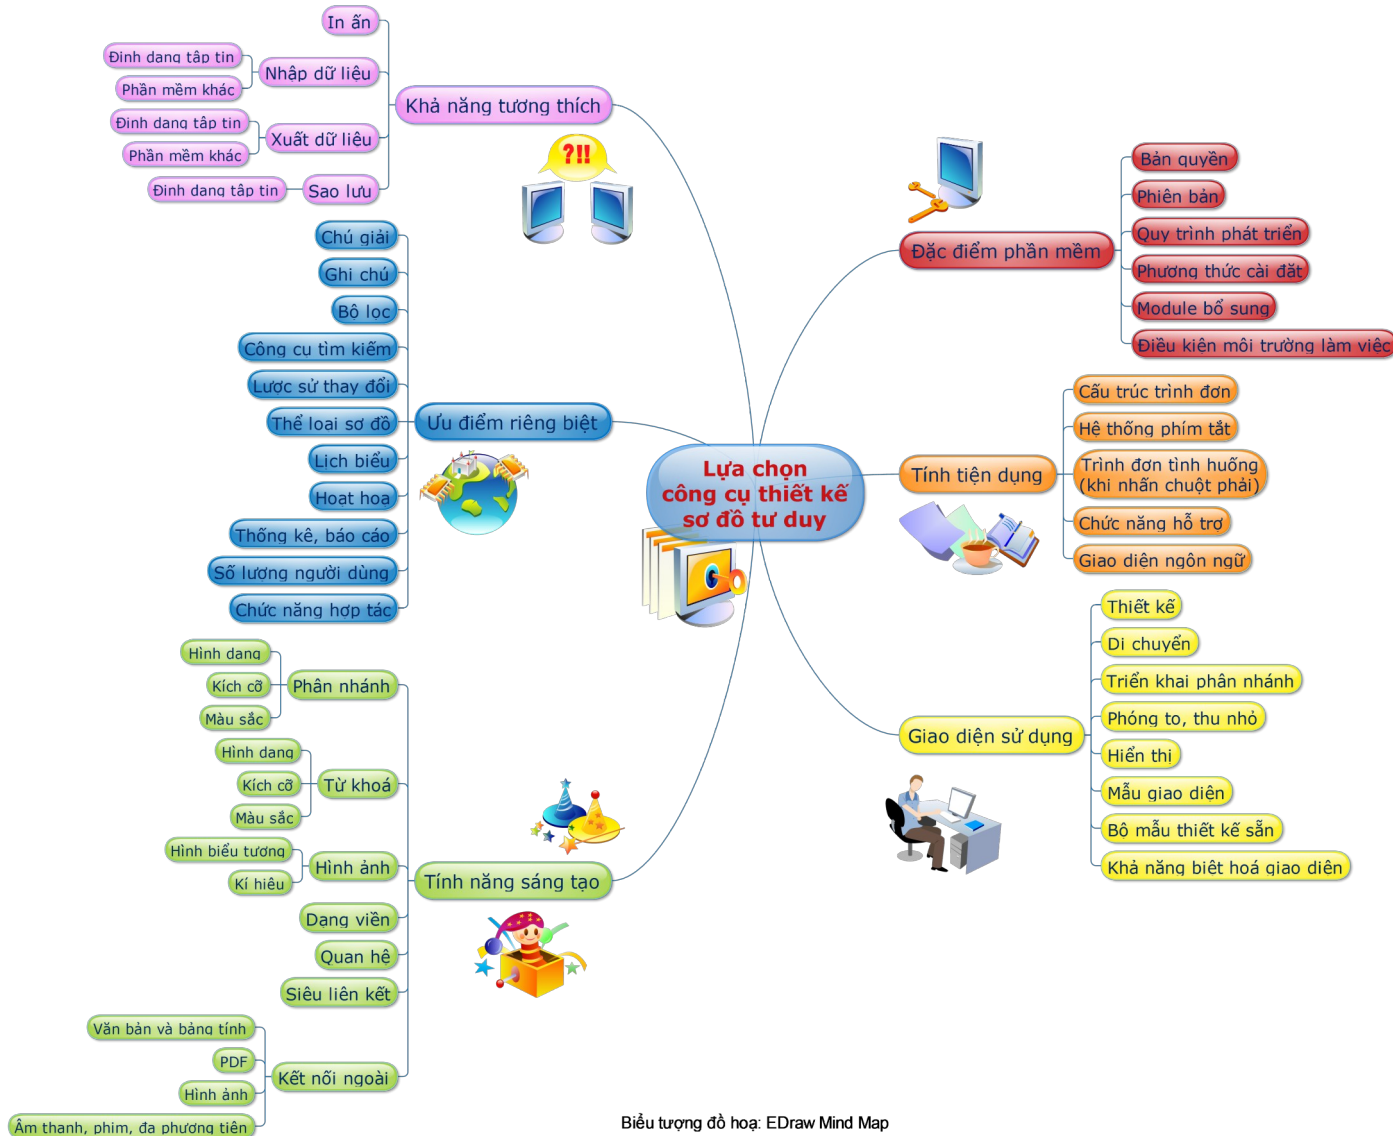 Lựa chọn
công cụ thiết kế
sơ đồ tư duy
Đặc điểm phần mềm
Bản quyền
Phiên bản
Quy trình phát triển
Phương thức cài đặt
Module bổ sung
Điều kiện môi trường làm việc
Tính tiện dụng
Cấu trúc trình đơn
Hệ thống phím tắt
Trình đơn tình huống
(khi nhấn chuột phải)
Chức năng hỗ trợ
Giao diện ngôn ngữ
Giao diện sử dụng
Thiết kế
Di chuyển
Triển khai phân nhánh
Phóng to, thu nhỏ
Hiển thị
Mẫu giao diện
Bộ mẫu thiết kế sẵn
Khả năng biệt hoá giao diện
Khả năng tương thích
In ấn
Nhập dữ liệu
Định dạng tập tin
Phần mềm khác
Xuất dữ liệu
Định dạng tập tin
Phần mềm khác
Sao lưu
Định dạng tập tin
?!!
Ưu điểm riêng biệt
Chú giải
Ghi chú
Bộ lọc
Công cụ tìm kiếm
Lược sử thay đổi
Thể loại sơ đồ
Lịch biểu
Hoạt hoạ
Thống kê, báo cáo
Số lượng người dùng
Chức năng hợp tác
Tính năng sáng tạo
Phân nhánh
Hình dạng
Kích cỡ
Màu sắc
Từ khoá
Hình dạng
Kích cỡ
Màu sắc
Hình ảnh
Hình biểu tượng
Kí hiệu
Dạng viền
Quan hệ
Siêu liên kết
Kết nối ngoài
Văn bản và bảng tính
PDF
Hình ảnh
Âm thanh, phim, đa phương tiện
Biểu tượng đồ hoạ: EDraw Mind Map